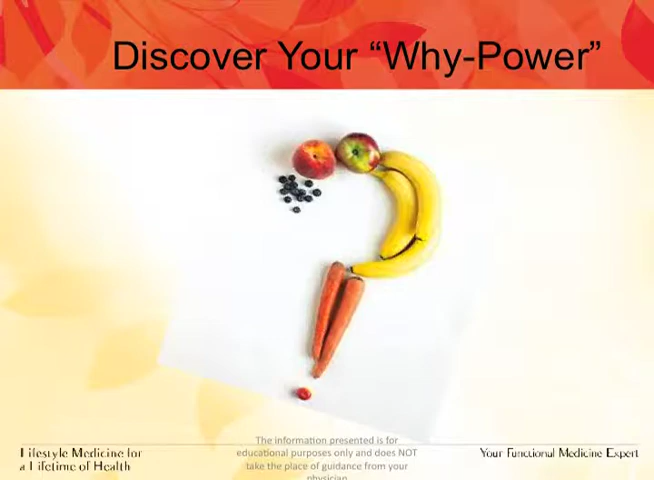 Discover Your “Why-Power”
The information presented is for
educational purposes only and does NOT
take the place of guidance from your
physician
Lifestyle Medicine for
a Lifetime of Health
Your Functional Medicine Expert